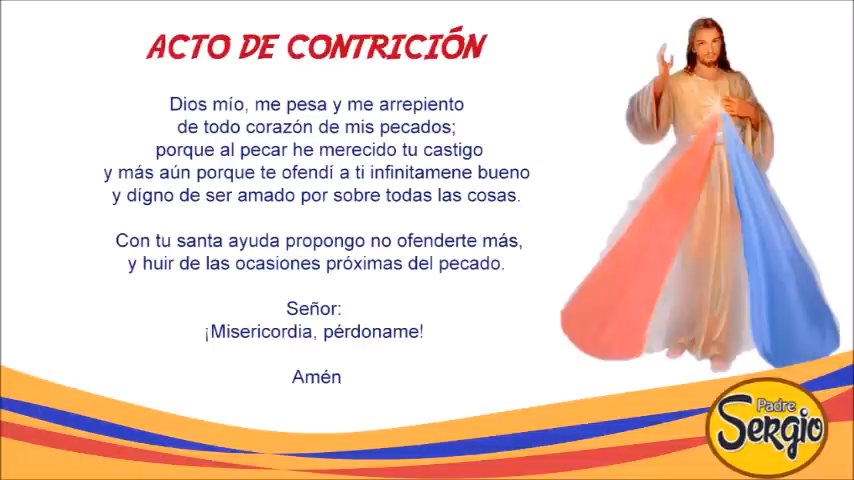 ACTO DE CONTRICIÓN
Dios mío, me pesa y me arrepiento
de todo corazón de mis pecados;
porque al pecar he merecido tu castigo
y más aún porque te ofendí a ti infinitamene bueno
y dígno de ser amado por sobre todas las cosas.
Con tu santa ayuda propongo no ofenderte más,
y huir de las ocasiones próximas del pecado.
Señor:
¡Misericordia, pérdoname!
Amén
Padre
Sergio